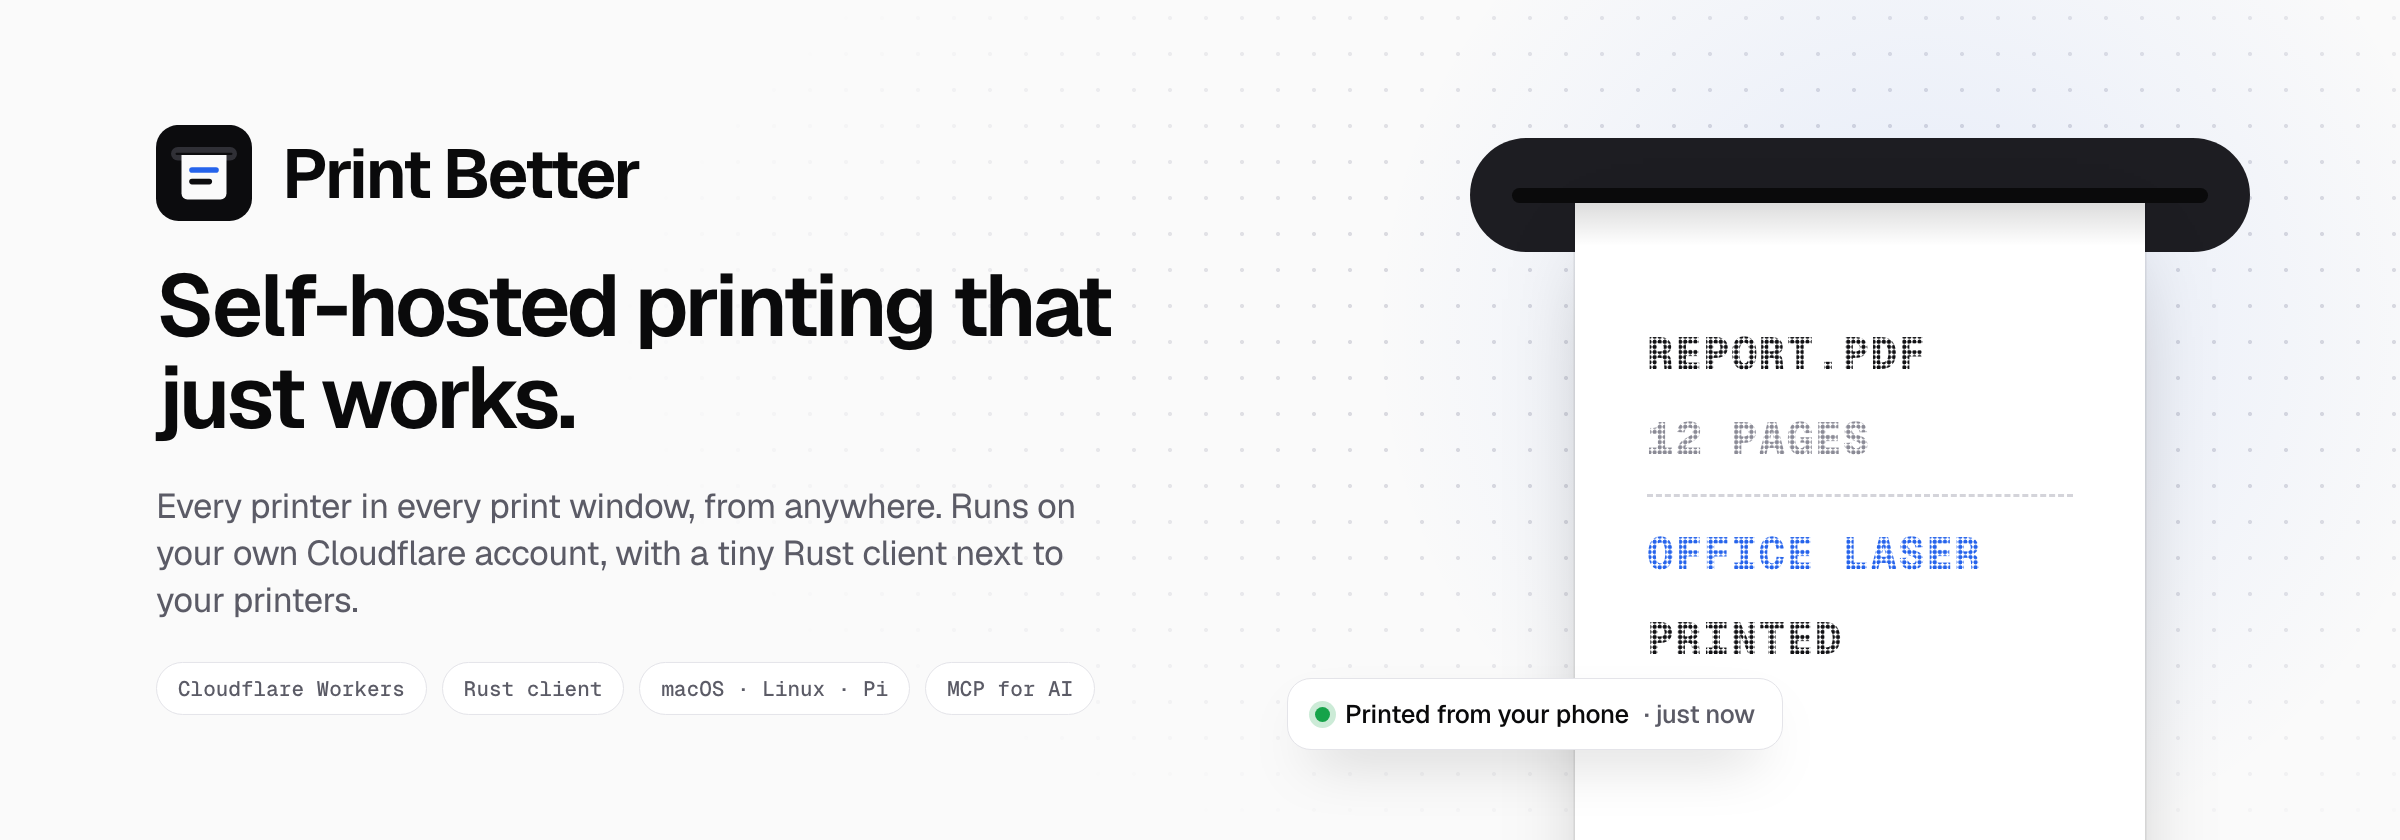 Print Better
Self-hosted printing that
just works.
Every printer in every print window, from anywhere. Runs on
your own Cloudflare account, with a tiny Rust client next to
your printers.
Cloudflare Workers
Rust client
macOS · Linux · Pi
MCP for AI
REPORT.PDF
12 PAGES
OFFICE LASER
PRINTED
Printed from your phone · just now